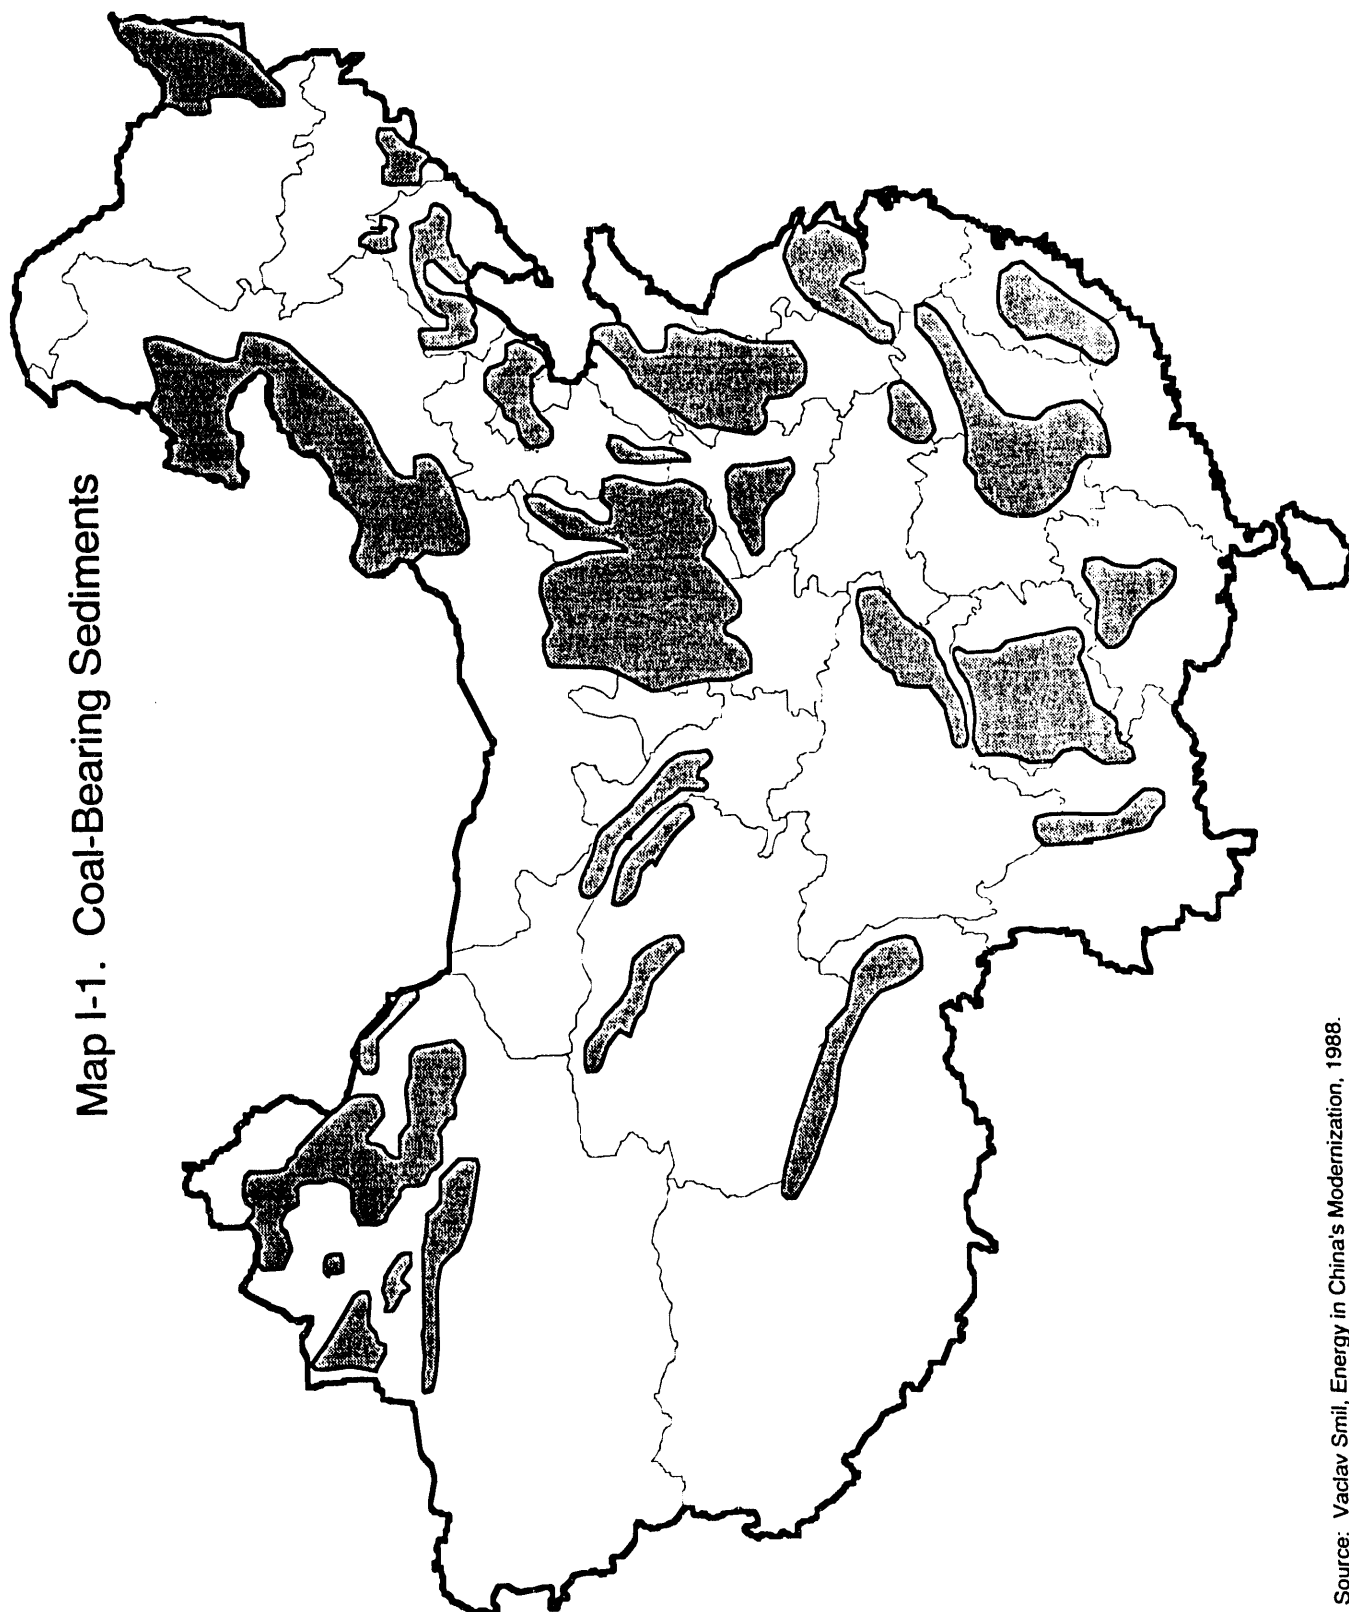 Map I-1. Coal-Bearing Sediments
Source: Vaclav Smil, Energy in China's Modernization, 1988.